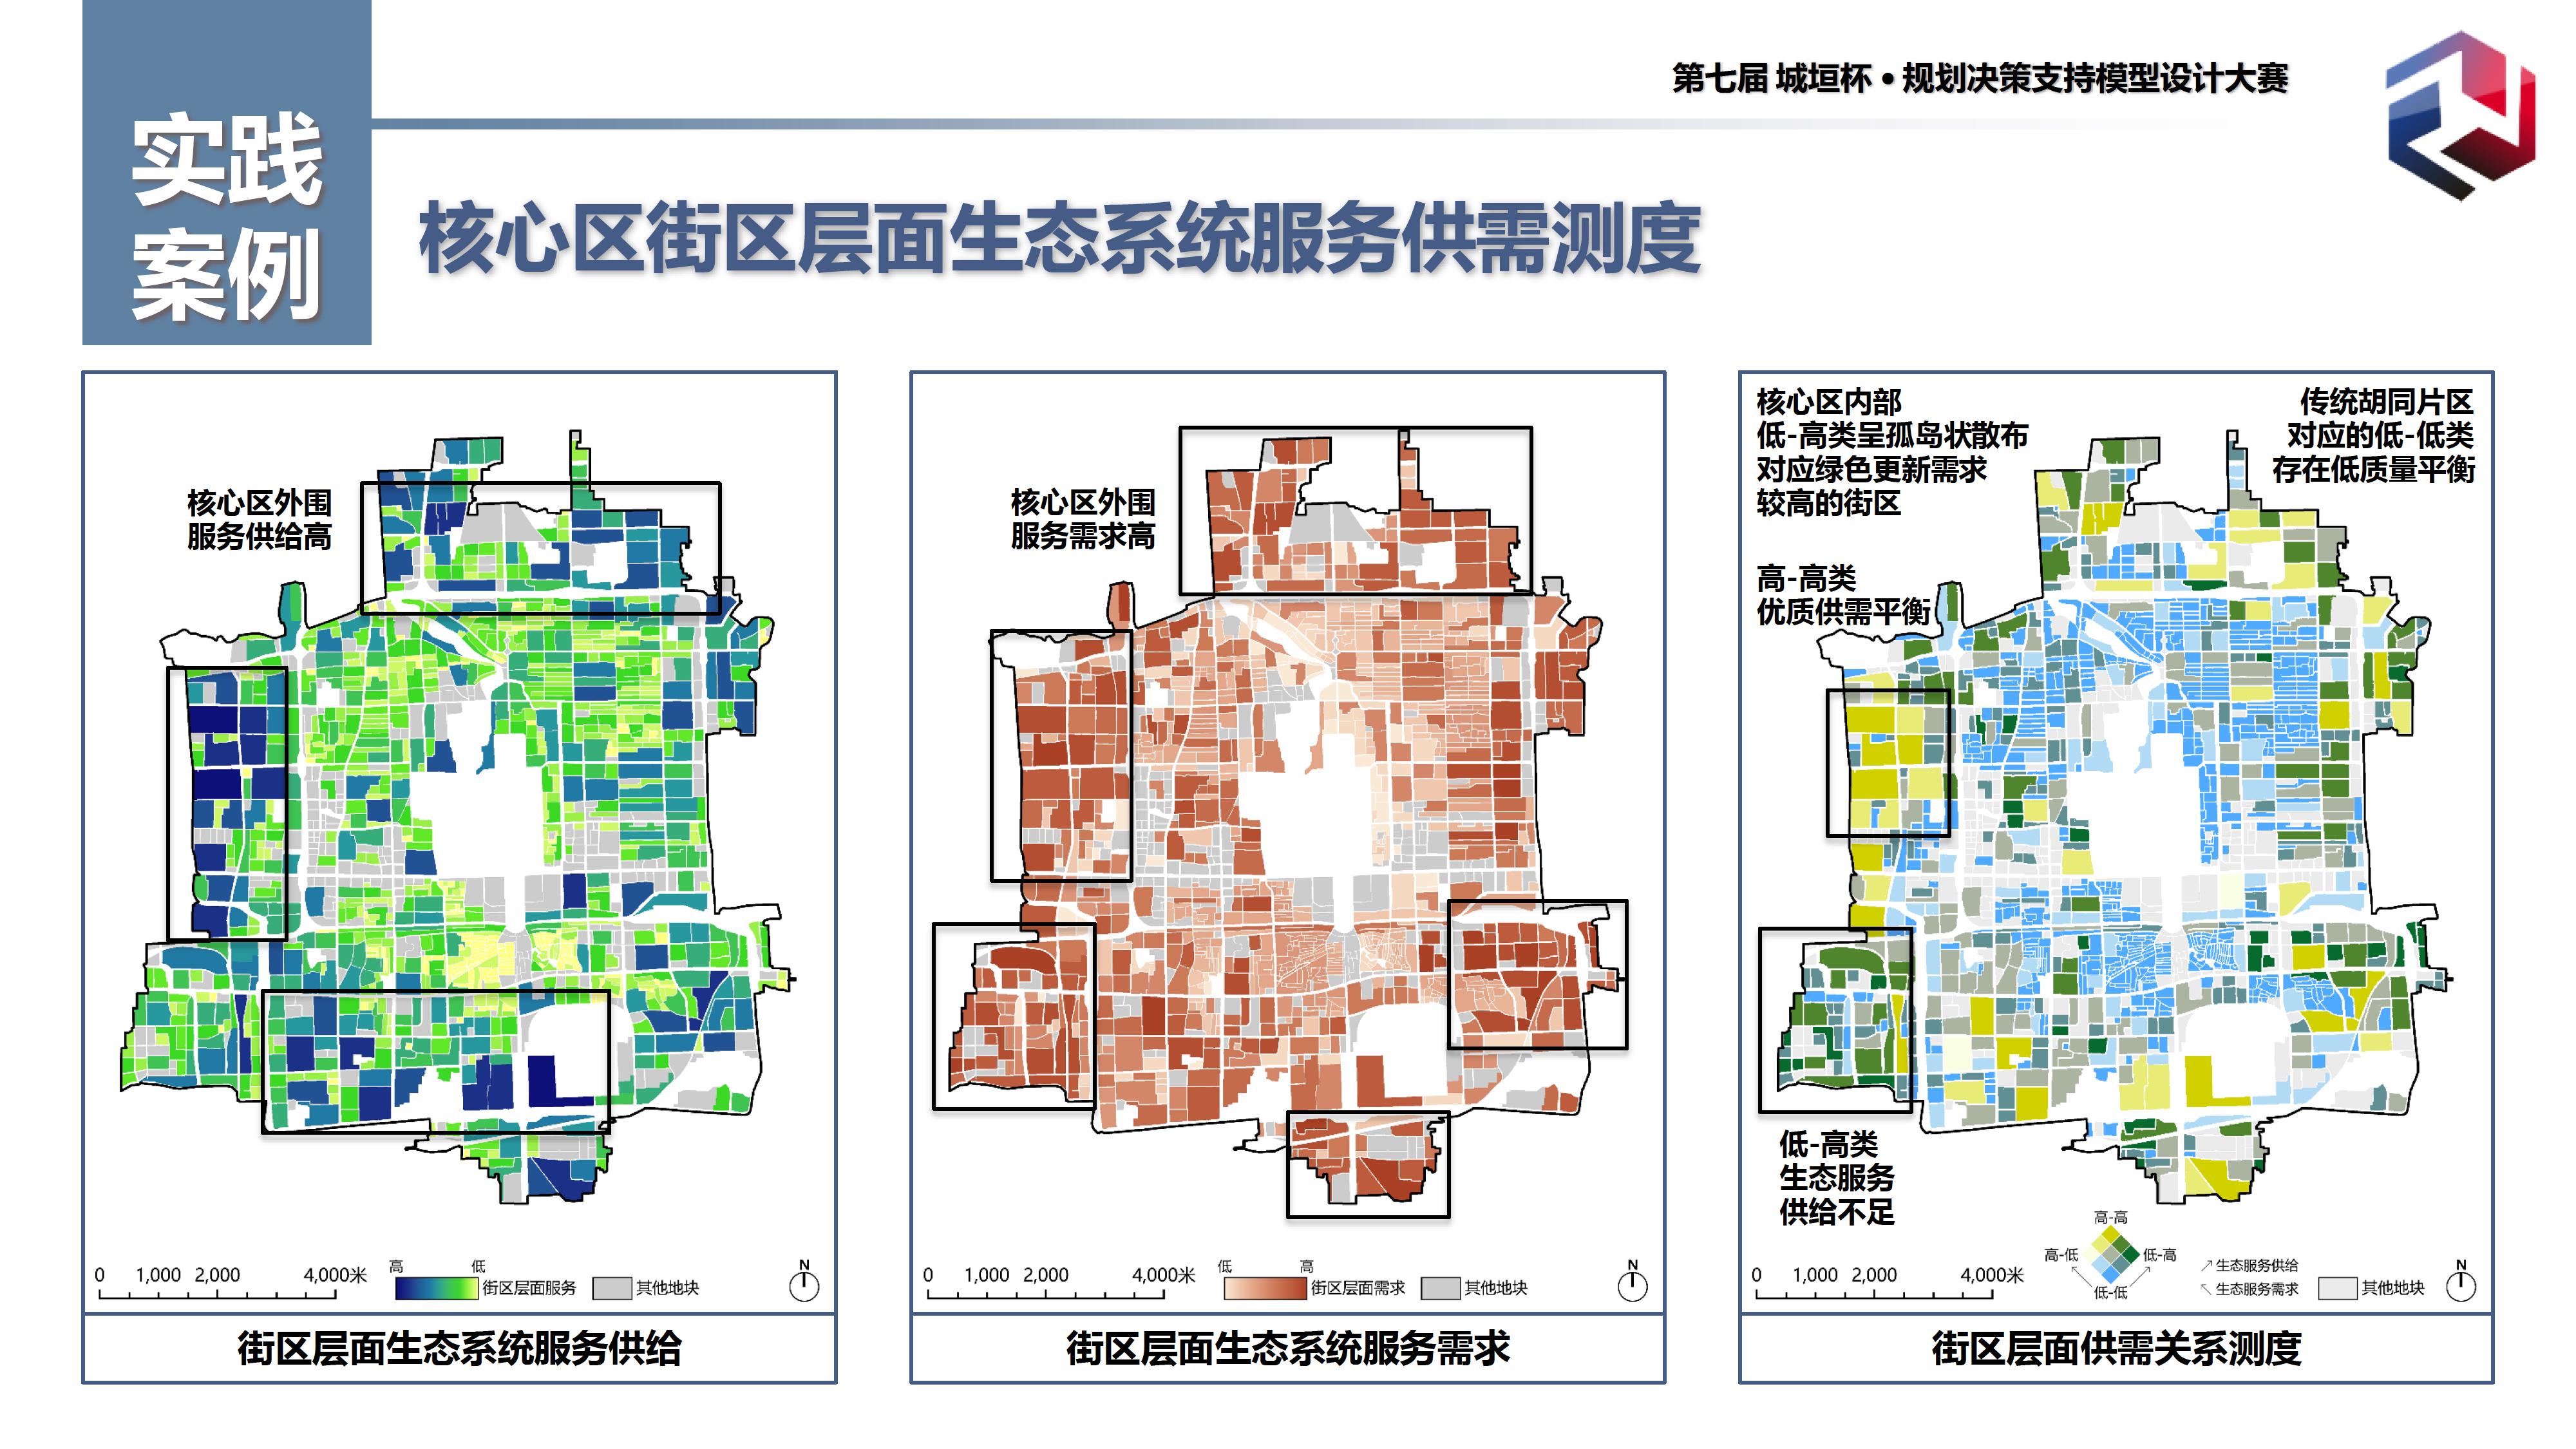 实践
案例
第七届 城垣杯 • 规划决策支持模型设计大赛
核心区街区层面生态系统服务供需测度
核心区外围
服务供给高
0 1,000 2,000 4,000米
高 低
街区层面服务
其他地块
N
街区层面生态系统服务供给
核心区外围
服务需求高
0 1,000 2,000 4,000米
低 高
街区层面需求
其他地块
N
街区层面生态系统服务需求
核心区内部
低-高类呈孤岛状散布
对应绿色更新需求
较高的街区
传统胡同片区
对应的低-低类
存在低质量平衡
高-高类
优质供需平衡
低-高类
生态服务
供给不足
0 1,000 2,000 4,000米
高-高
高-低
低-高
低-低
↗生态服务供给
↖生态服务需求
其他地块
N
街区层面供需关系测度